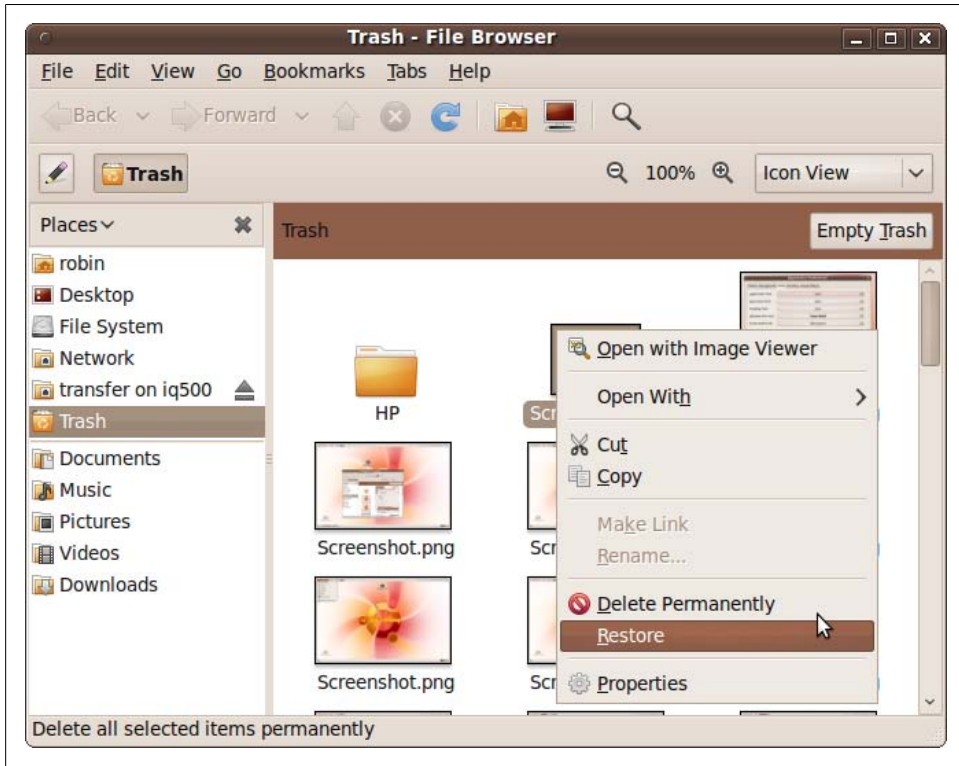 Trash - File Browser
File Edit View Go Bookmarks Tabs Help
Back Forward
Trash 100% Icon View
Places Trash Empty Trash
robin
Desktop
File System
Network
transfer on iq500
Trash
Documents
Music
Pictures
Videos
Downloads
HP Scr
Screenshot.png Scr
Screenshot.png Scr
Open with Image Viewer
Open With
Cut
Copy
Make Link
Rename...
Delete Permanently
Restore
Properties
Delete all selected items permanently